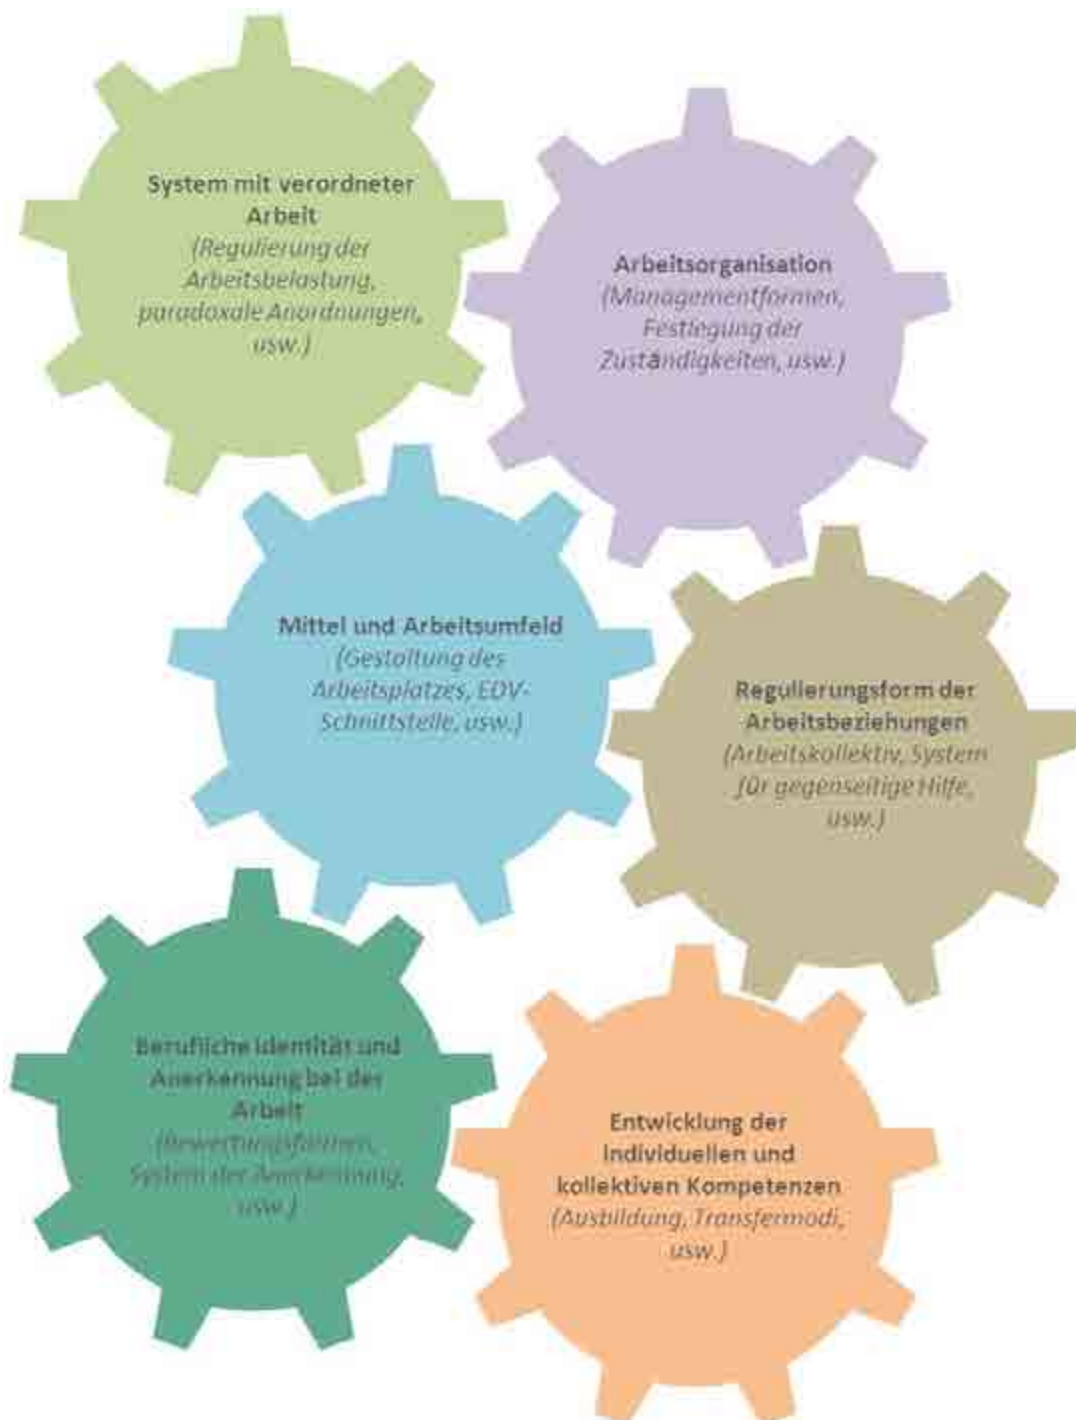 System mit verordneter
Arbeit
(Regulierung der
Arbeitsbelastung,
paradoxale Anordnungen,
usw.)
Arbeitsorganisation
(Managementformen,
Festlegung der
Zuständigkeiten, usw.)
Mittel und Arbeitsumfeld
(Gestaltung des
Arbeitsplatzes, EDV-
Schnittstelle, usw.)
Regulierungsform der
Arbeitsbeziehungen
(Arbeitskollektiv, System
für gegenseitige Hilfe,
usw.)
Berufliche Identität und
Anerkennung bei der
Arbeit
(Bewertungsformen,
System der Anerkennung,
usw.)
Entwicklung der
individuellen und
kollektiven Kompetenzen
(Ausbildung, Transfermodi,
usw.)